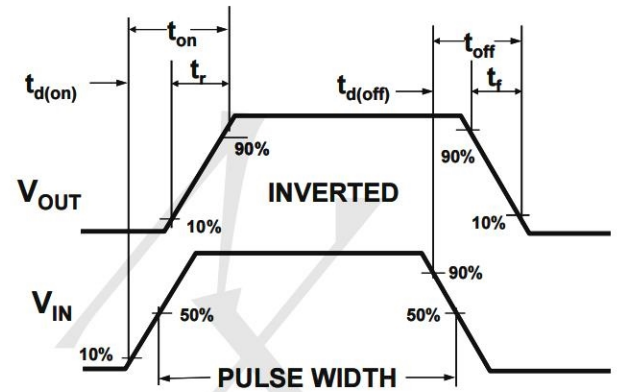 t_on
t_off
t_d(on)
t_r
t_d(off)
t_f
90%
90%
V_OUT
INVERTED
10%
10%
90%
V_IN
50%
50%
10%
PULSE WIDTH